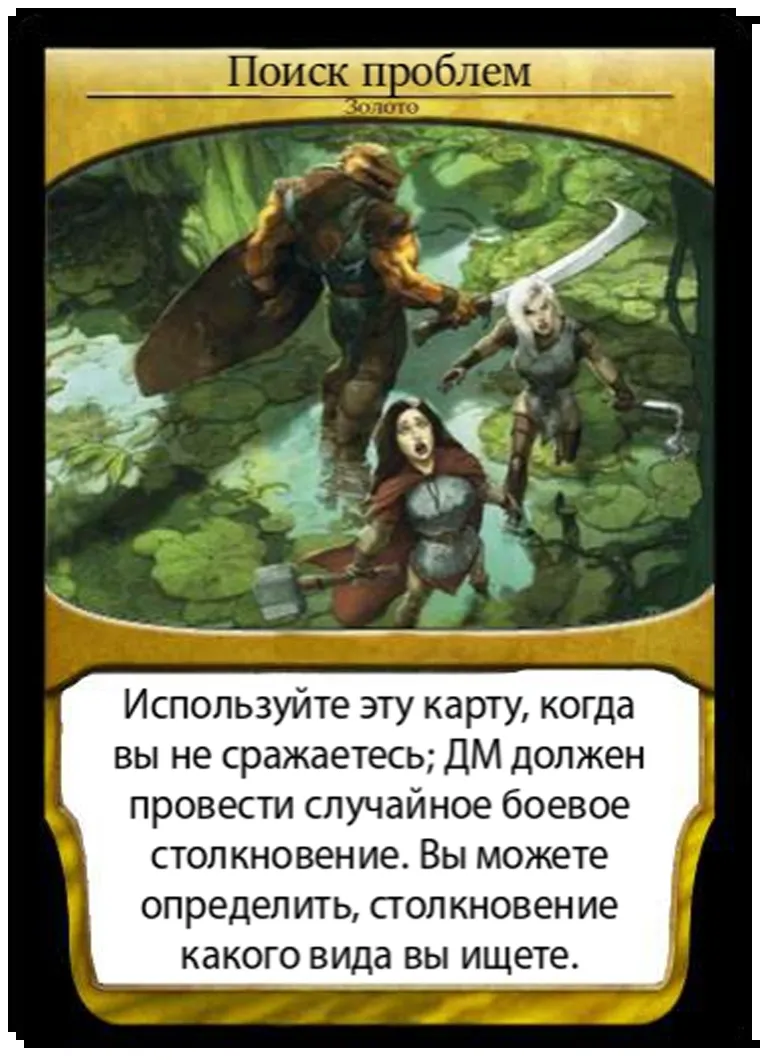 Поиск проблем
Золото
Используйте эту карту, когда
вы не сражаетесь; ДМ должен
провести случайное боевое
столкновение. Вы можете
определить, столкновение
какого вида вы ищете.